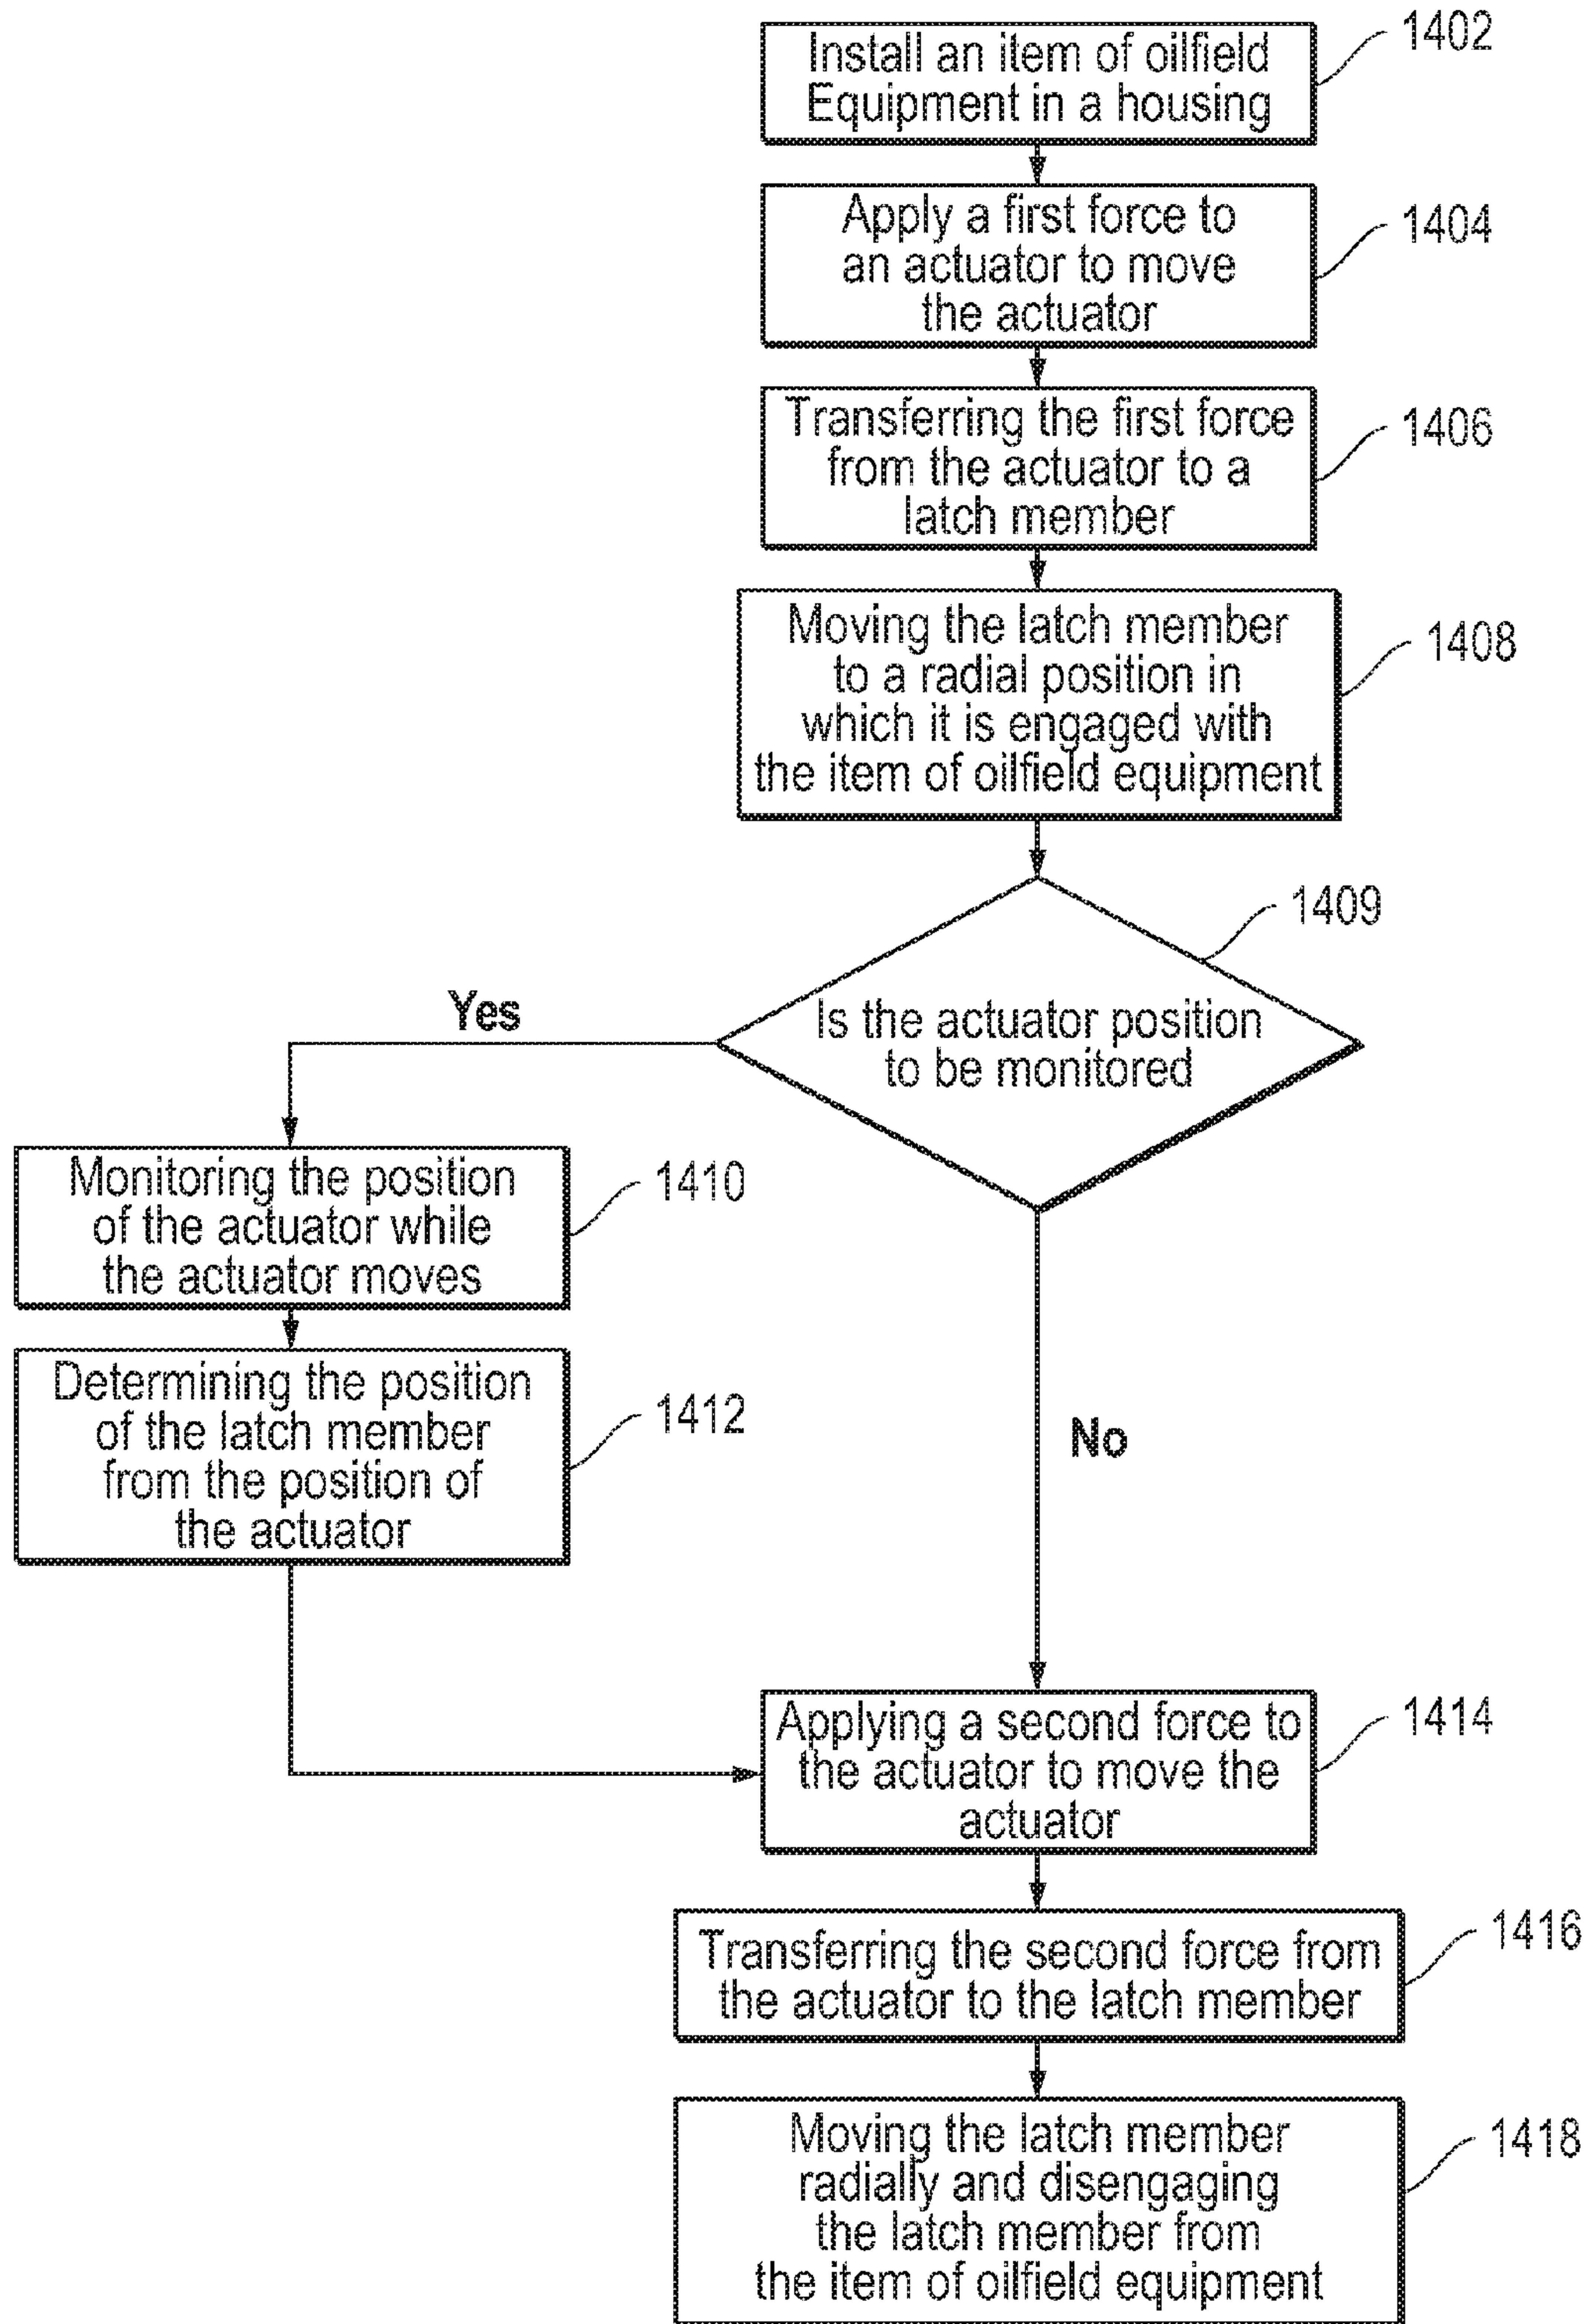 Install an item of oilfield
Equipment in a housing
1402
Apply a first force to
an actuator to move
the actuator
1404
Transferring the first force
from the actuator to a
latch member
1406
Moving the latch member
to a radial position in
which it is engaged with
the item of oilfield equipment
1408
1409
Is the actuator position
to be monitored
Yes
Monitoring the position
of the actuator while
the actuator moves
1410
Determining the position
of the latch member
from the position of
the actuator
1412
No
Applying a second force to
the actuator to move the
actuator
1414
Transferring the second force from
the actuator to the latch member
1416
Moving the latch member
radially and disengaging
the latch member from
the item of oilfield equipment
1418